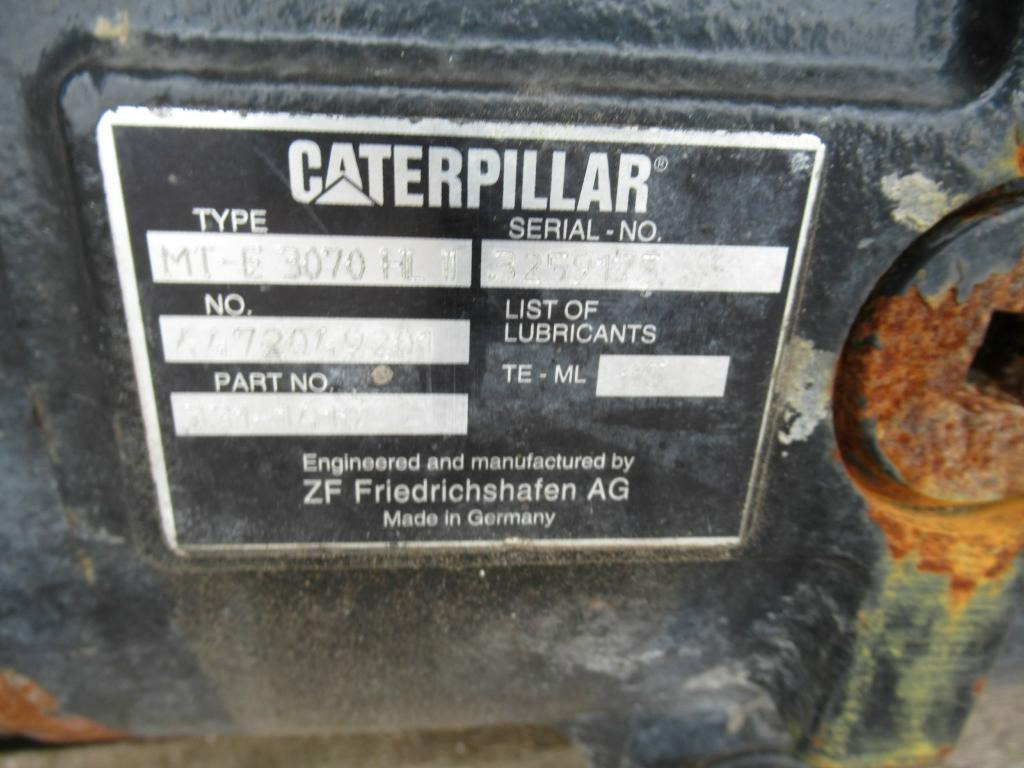 CATERPILLAR®
TYPE
MT-E 3070 HL II
SERIAL - NO.
NO.
4472049201
LIST OF
LUBRICANTS
PART NO.
TE - ML
Engineered and manufactured by
ZF Friedrichshafen AG
Made in Germany